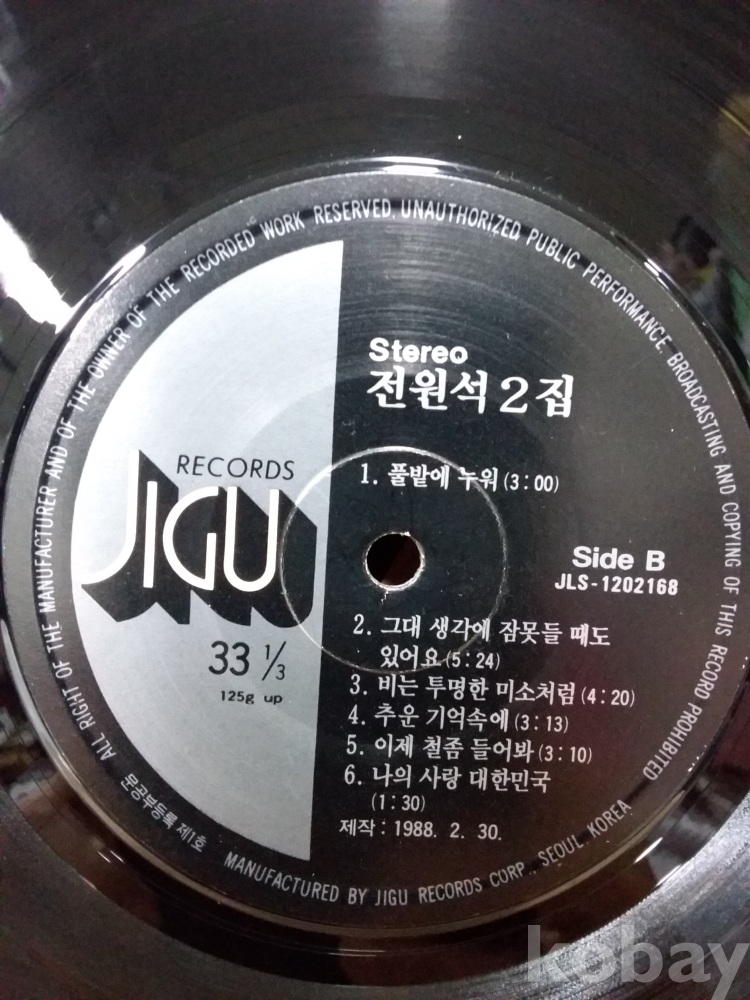 ALL RIGHT OF THE MANUFACTURER AND OF THE OWNER OF THE RECORDED WORK RESERVED. UNAUTHORIZED PUBLIC PERFORMANCE BROADCASTING AND COPYING OF THIS RECORD PROHIBITED
Stereo
전원석 2집
RECORDS
JIGU
33 1/3
125g up
1. 풀밭에 누워 (3:00)
Side B
JLS-1202168
2. 그대 생각에 잠못들 때도
있어요 (5:24)
3. 비는 투명한 미소처럼 (4:20)
4. 추운 기억속에 (3:13)
5. 이제 철좀 들어봐 (3:10)
6. 나의 사랑 대한민국
(1:30)
제작: 1988. 2. 30.
문공부등록 제1호
MANUFACTURED BY JIGU RECORDS CORP., SEOUL, KOREA
kobay